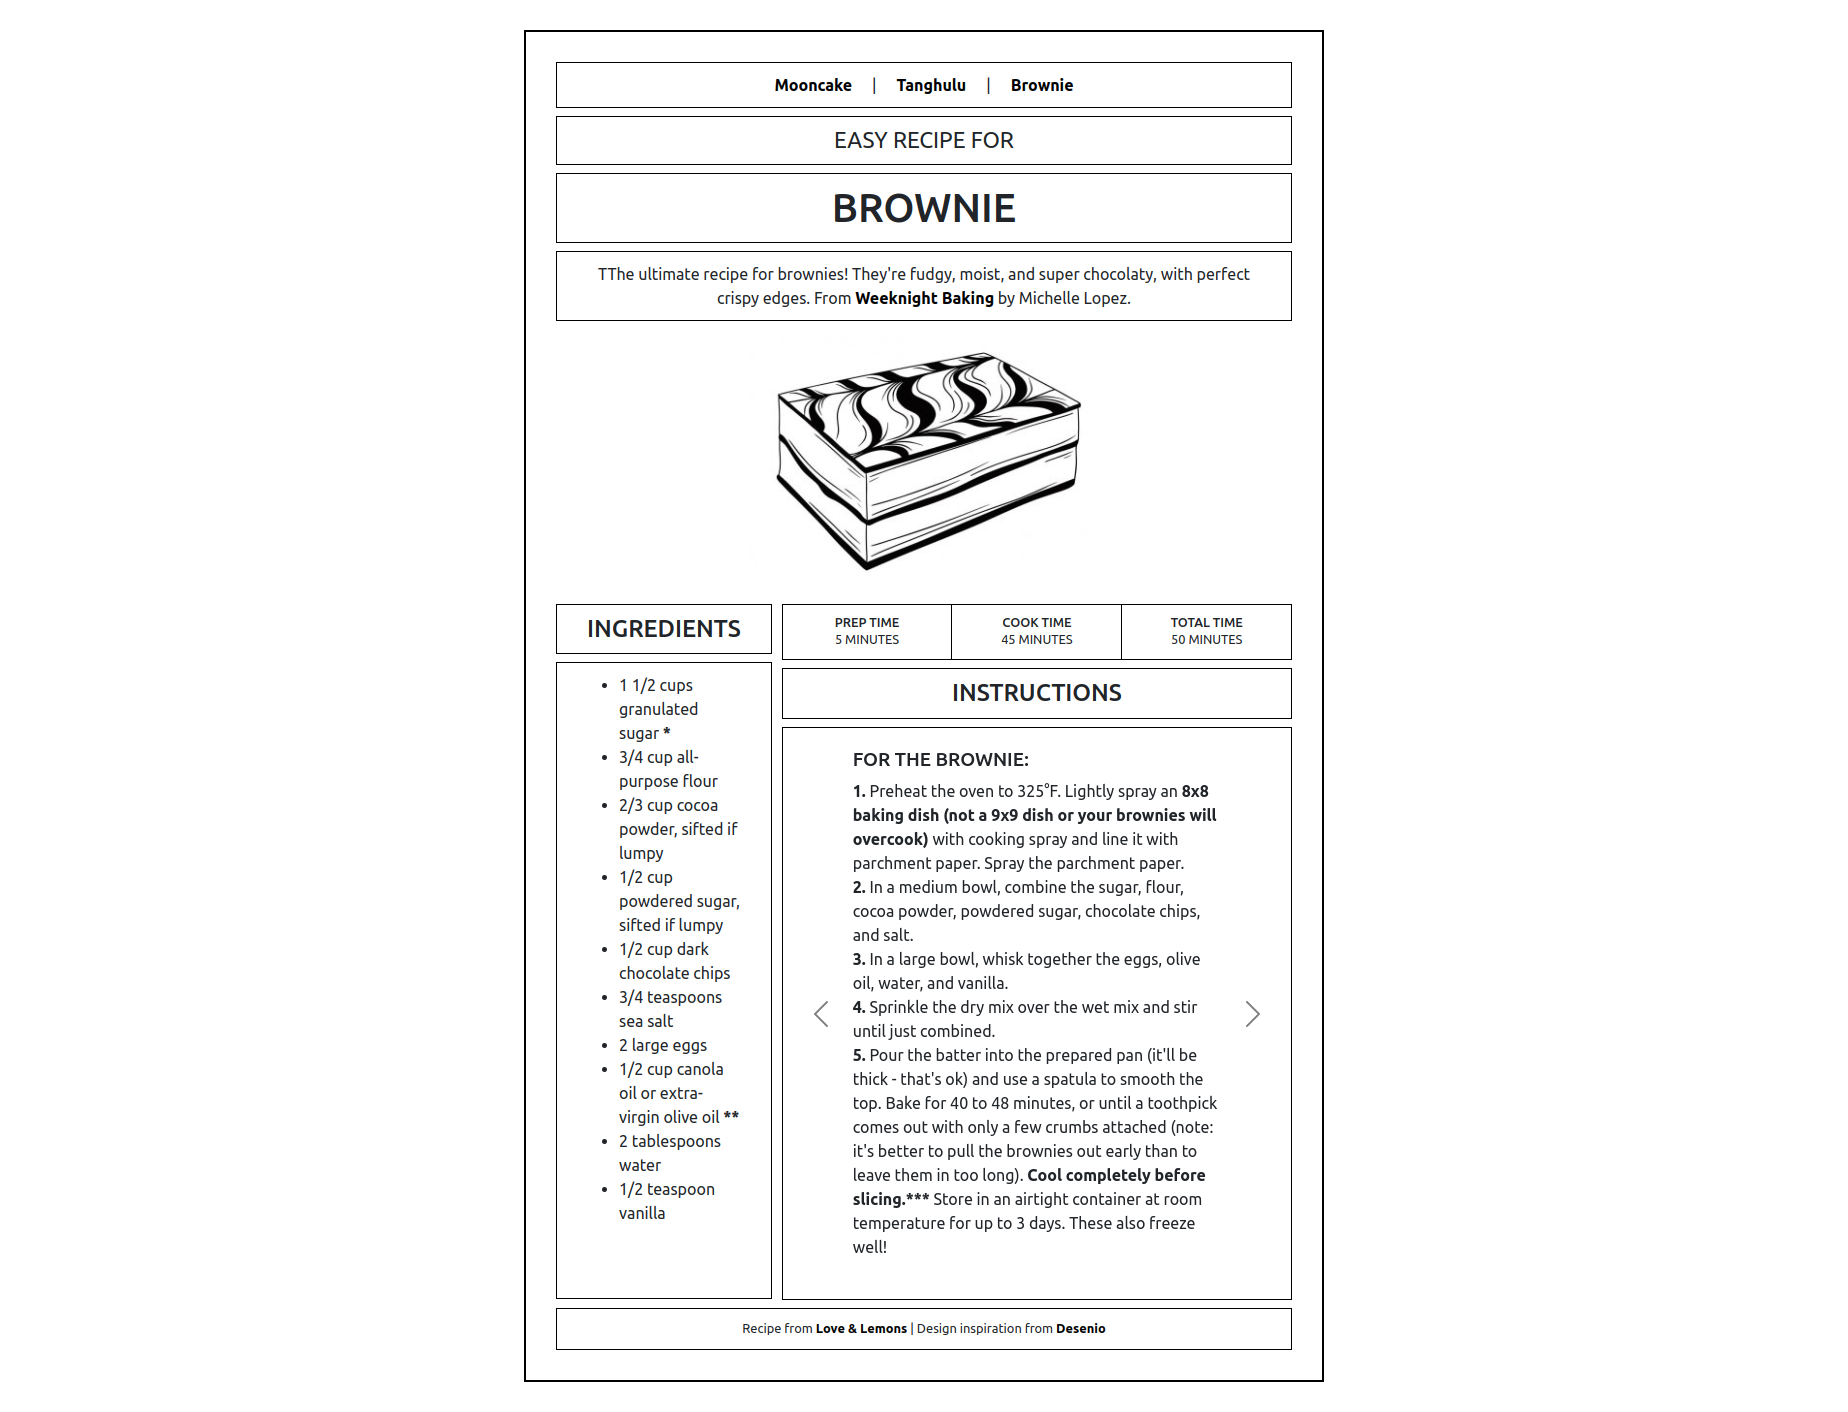 Mooncake | Tanghulu | Brownie
EASY RECIPE FOR
BROWNIE
TThe ultimate recipe for brownies! They're fudgy, moist, and super chocolaty, with perfect
crispy edges. From Weeknight Baking by Michelle Lopez.
INGREDIENTS
1 1/2 cups
granulated
sugar *
3/4 cup all-
purpose flour
2/3 cup cocoa
powder, sifted if
lumpy
1/2 cup
powdered sugar,
sifted if lumpy
1/2 cup dark
chocolate chips
3/4 teaspoons
sea salt
2 large eggs
1/2 cup canola
oil or extra-
virgin olive oil **
2 tablespoons
water
1/2 teaspoon
vanilla
PREP TIME
5 MINUTES
COOK TIME
45 MINUTES
TOTAL TIME
50 MINUTES
INSTRUCTIONS
FOR THE BROWNIE:
1. Preheat the oven to 325°F. Lightly spray an 8x8
baking dish (not a 9x9 dish or your brownies will
overcook) with cooking spray and line it with
parchment paper. Spray the parchment paper.
2. In a medium bowl, combine the sugar, flour,
cocoa powder, powdered sugar, chocolate chips,
and salt.
3. In a large bowl, whisk together the eggs, olive
oil, water, and vanilla.
4. Sprinkle the dry mix over the wet mix and stir
until just combined.
5. Pour the batter into the prepared pan (it'll be
thick - that's ok) and use a spatula to smooth the
top. Bake for 40 to 48 minutes, or until a toothpick
comes out with only a few crumbs attached (note:
it's better to pull the brownies out early than to
leave them in too long). Cool completely before
slicing.*** Store in an airtight container at room
temperature for up to 3 days. These also freeze
well!
Recipe from Love & Lemons | Design inspiration from Desenio